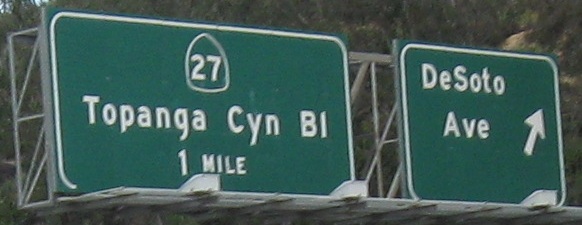 27
Topanga Cyn Bl
1 MILE
DeSoto
Ave